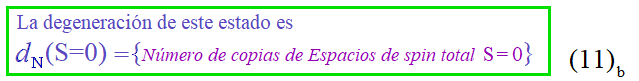 La degeneración de este estado es
d_N(S=0) ={Número de copias de Espacios de spin total S=0} (11)_b